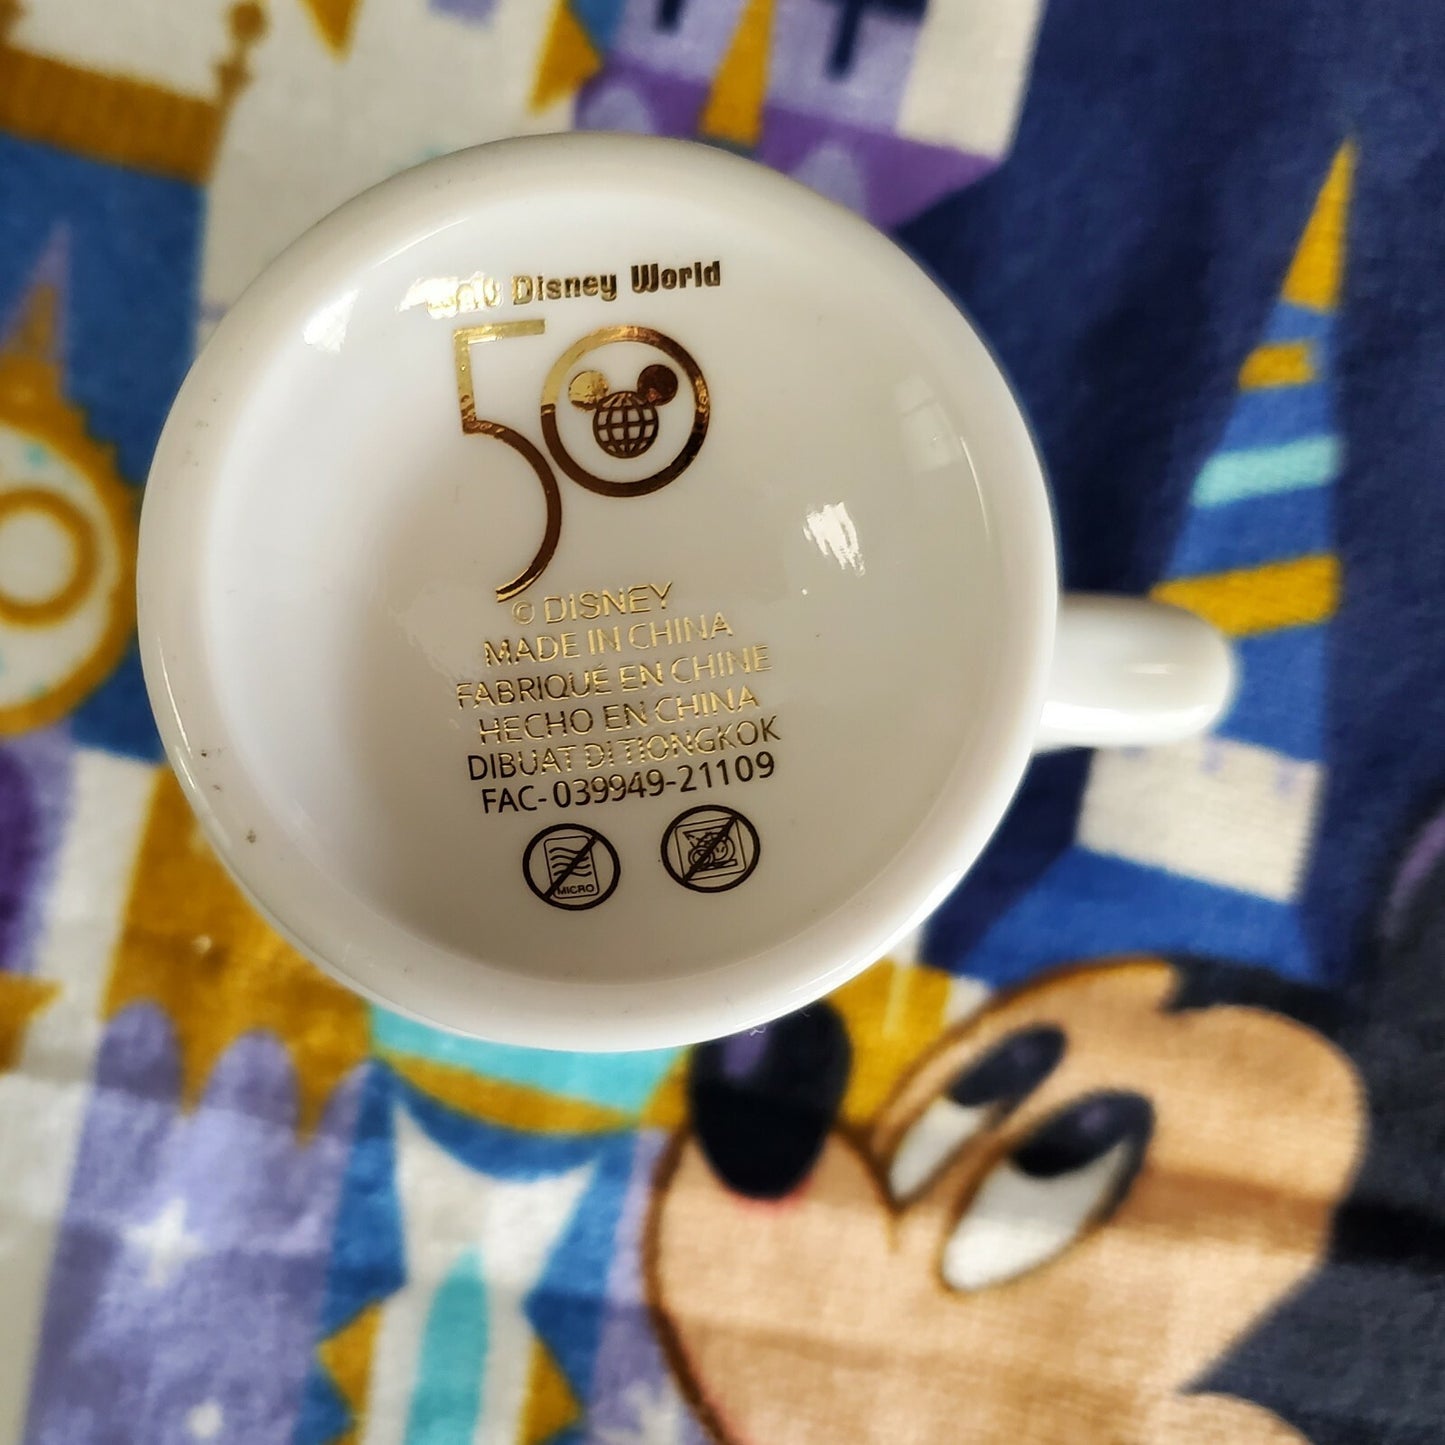 Walt Disney World
50
© DISNEY
MADE IN CHINA
FABRIQUÉ EN CHINE
HECHO EN CHINA
DIBUAT DI TIONGKOK
FAC-039949-21109
MICRO